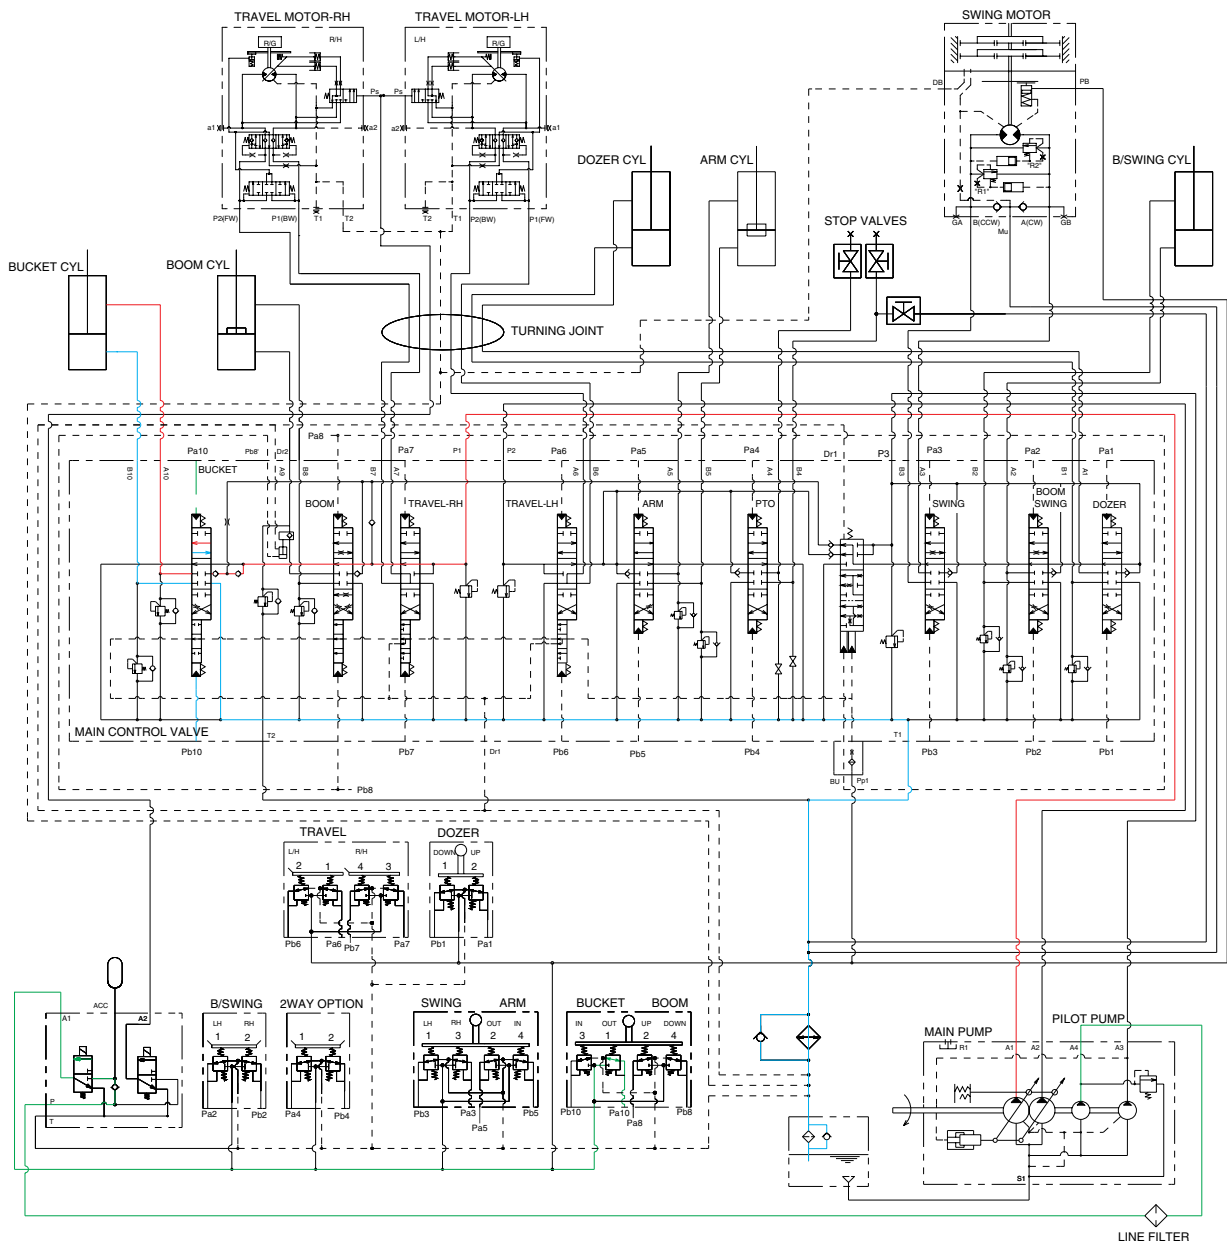 TRAVEL MOTOR-RH
TRAVEL MOTOR-LH
SWING MOTOR
R/G
R/H
L/H
R/G
DB
PB
Ps
Ps
a1
a2
a2
a1
"R2"
"R1"
DOZER CYL
ARM CYL
B/SWING CYL
P2(FW)
P1(BW)
T1
T2
T2
T1
P2(BW)
P1(FW)
GA
B(CCW)
Mu
A(CW)
GB
STOP VALVES
BUCKET CYL
BOOM CYL
TURNING JOINT
Pa10
Pb8'
Dr2
Pa8
Pa7
P1
P2
Pa6
Pa5
Pa4
Dr1
P3
Pa3
Pa2
Pa1
B10
A10
BUCKET
A9
B8
B7
A7
A6
B6
A5
B5
A4
B4
B3
A3
B2
A2
B1
A1
BOOM
TRAVEL-RH
TRAVEL-LH
ARM
PTO
SWING
BOOM
SWING
DOZER
MAIN CONTROL VALVE
T2
T1
Pb10
Pb7
Dr1
Pb6
Pb5
Pb4
Pb3
Pb2
Pb1
BU
Pp1
Pb8
TRAVEL
DOZER
L/H
R/H
DOWN
UP
2
1
4
3
1
2
Pb6
Pa6
Pb7
Pa7
Pb1
Pa1
ACC
A1
A2
P
T
B/SWING
2WAY OPTION
SWING
ARM
BUCKET
BOOM
LH
RH
LH
RH
OUT
IN
IN
OUT
UP
DOWN
1
2
1
2
1
3
2
4
3
1
2
4
Pa2
Pb2
Pa4
Pb4
Pb3
Pa3
Pa5
Pb5
Pb10
Pa10
Pa8
Pb8
PILOT PUMP
MAIN PUMP
R1
A1
A2
A4
A3
S1
LINE FILTER